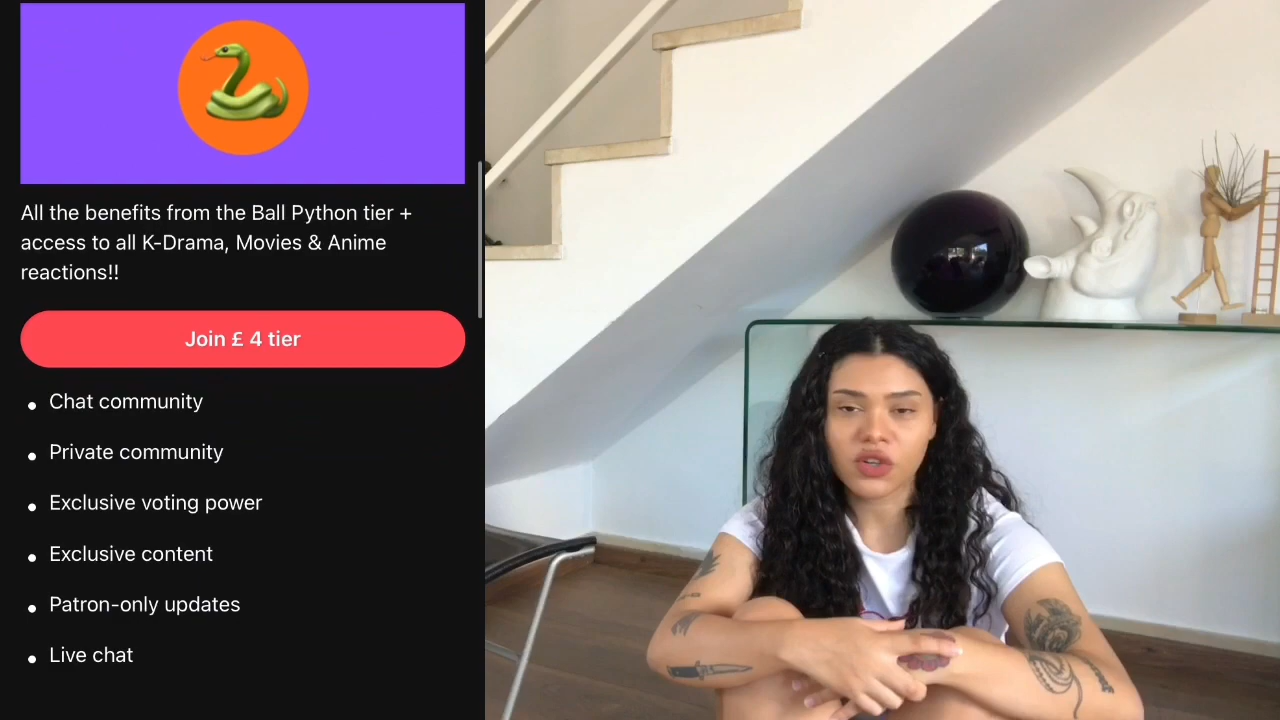 All the benefits from the Ball Python tier +
access to all K-Drama, Movies & Anime
reactions!!
Join £ 4 tier
Chat community
Private community
Exclusive voting power
Exclusive content
Patron-only updates
Live chat